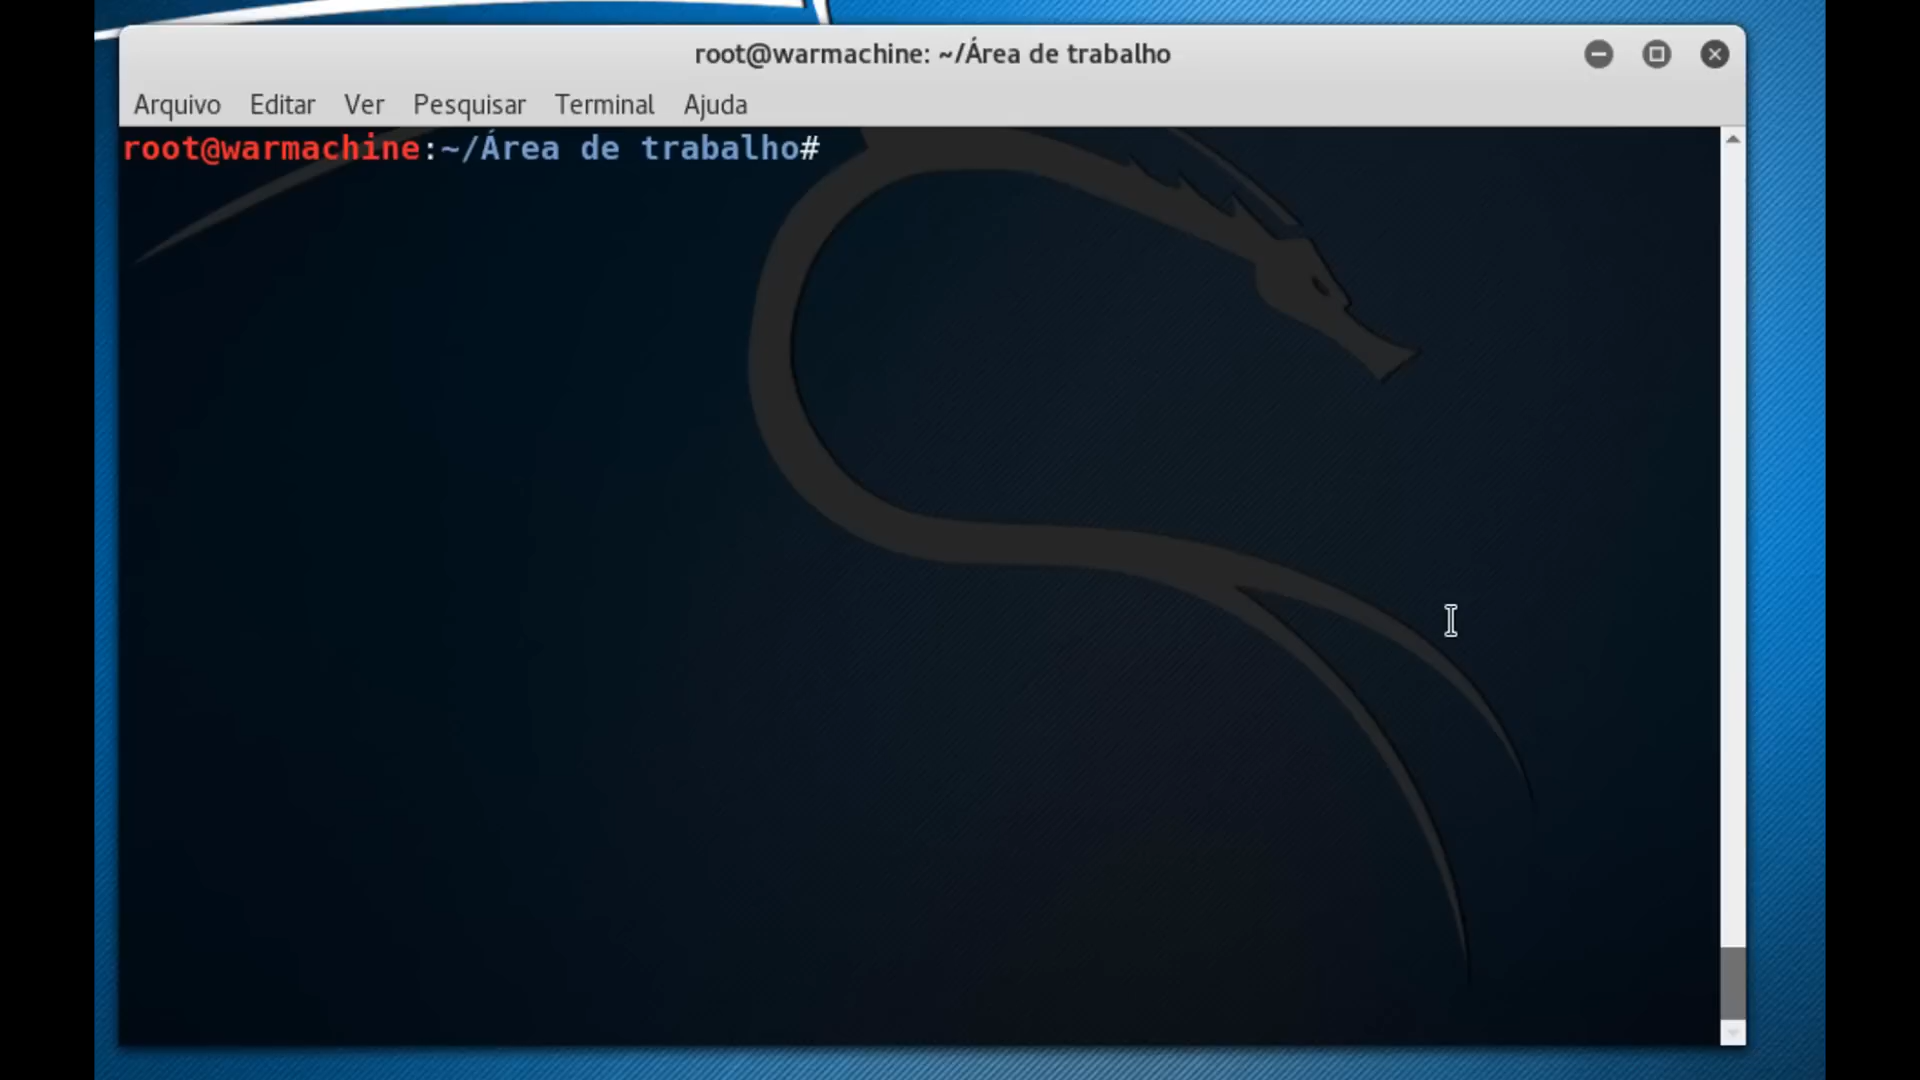 root@warmachine: ~/Área de trabalho
Arquivo Editar Ver Pesquisar Terminal Ajuda
root@warmachine:~/Área de trabalho#